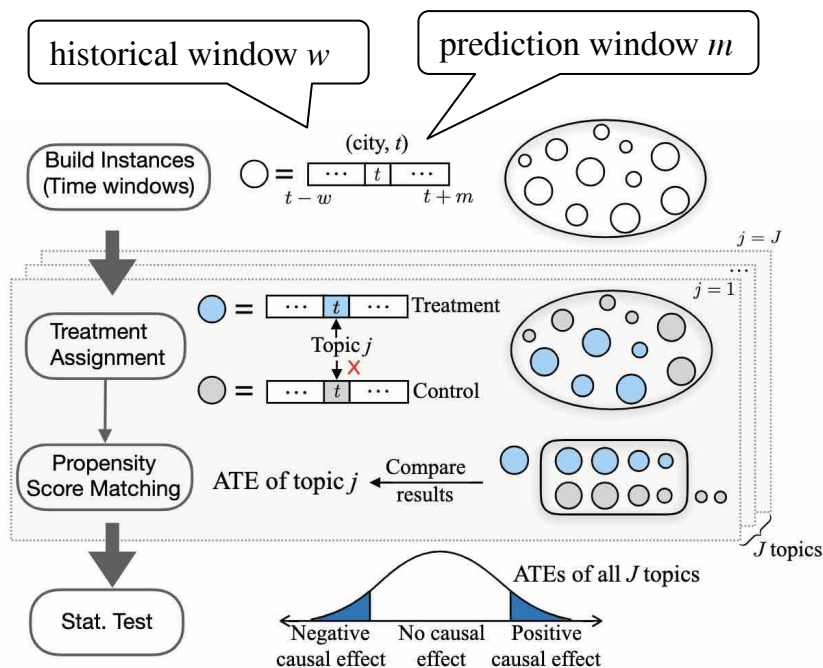 historical window w
prediction window m
Build Instances
(Time windows)
=
(city, t)
··· t ···
t − w
t + m
j = J
···
j = 1
Treatment
Assignment
=
··· t ···
Treatment
Topic j
X
=
··· t ···
Control
Propensity
Score Matching
ATE of topic j
Compare
results
J topics
Stat. Test
ATEs of all J topics
Negative
causal effect
No causal
effect
Positive
causal effect